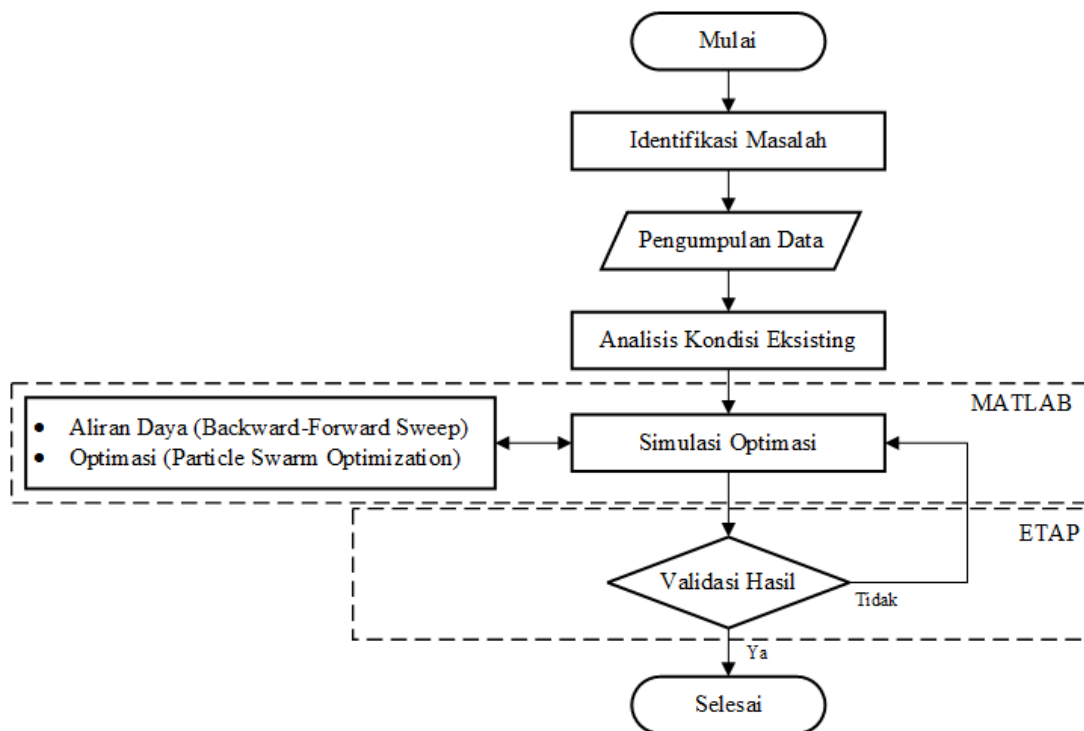 Mulai
Identifikasi Masalah
Pengumpulan Data
Analisis Kondisi Eksisting
MATLAB
• Aliran Daya (Backward-Forward Sweep)
• Optimasi (Particle Swarm Optimization)
Simulasi Optimasi
ETAP
Validasi Hasil
Tidak
Ya
Selesai